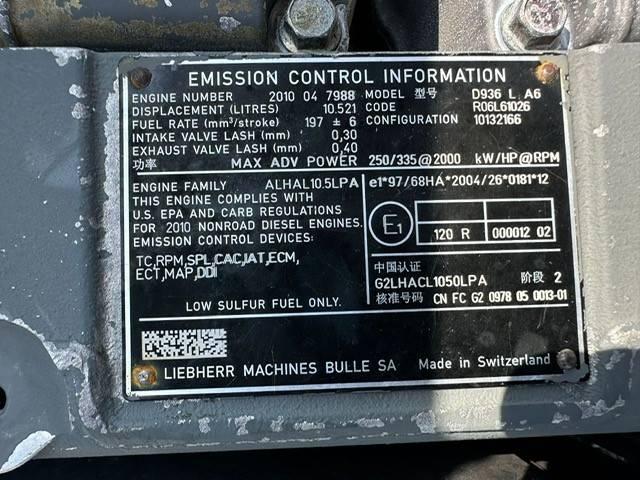 EMISSION CONTROL INFORMATION
ENGINE NUMBER 2010 04 7988 MODEL 型号 D936 L A6
DISPLACEMENT (LITRES) 10.521 CODE R06L61026
FUEL RATE (mm³/stroke) 197 ± 6 CONFIGURATION 10132166
INTAKE VALVE LASH (mm) 0,30
EXHAUST VALVE LASH (mm) 0,40
功率 MAX ADV POWER 250/335@2000 kW/HP@RPM
ENGINE FAMILY ALHAL10.5LPA
THIS ENGINE COMPLIES WITH
U.S. EPA AND CARB REGULATIONS
FOR 2010 NONROAD DIESEL ENGINES.
EMISSION CONTROL DEVICES:
TC,RPM,SPL,CAC,IAT,ECM,
ECT,MAP,DDI
LOW SULFUR FUEL ONLY.
e1*97/68HA*2004/26*0181*12
E1
120 R 000012 02
中国认证
G2LHACL1050LPA 阶段 2
核准号 CN FC G2 0978 05 0013-01
LIEBHERR MACHINES BULLE SA Made in Switzerland